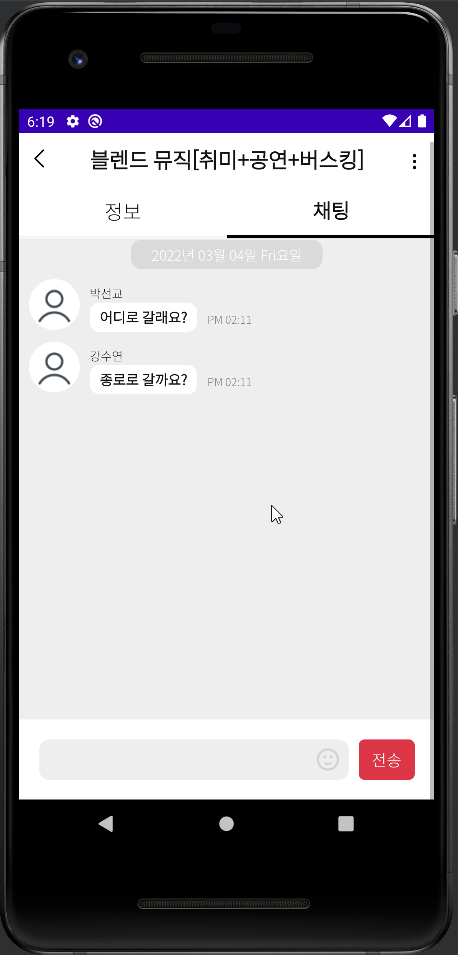 6:19
블렌드 뮤직[취미+공연+버스킹]
정보
채팅
2022년 03월 04일 Fri요일
박선교
어디로 갈래요?
PM 02:11
강수연
종로로 갈까요?
PM 02:11
전송